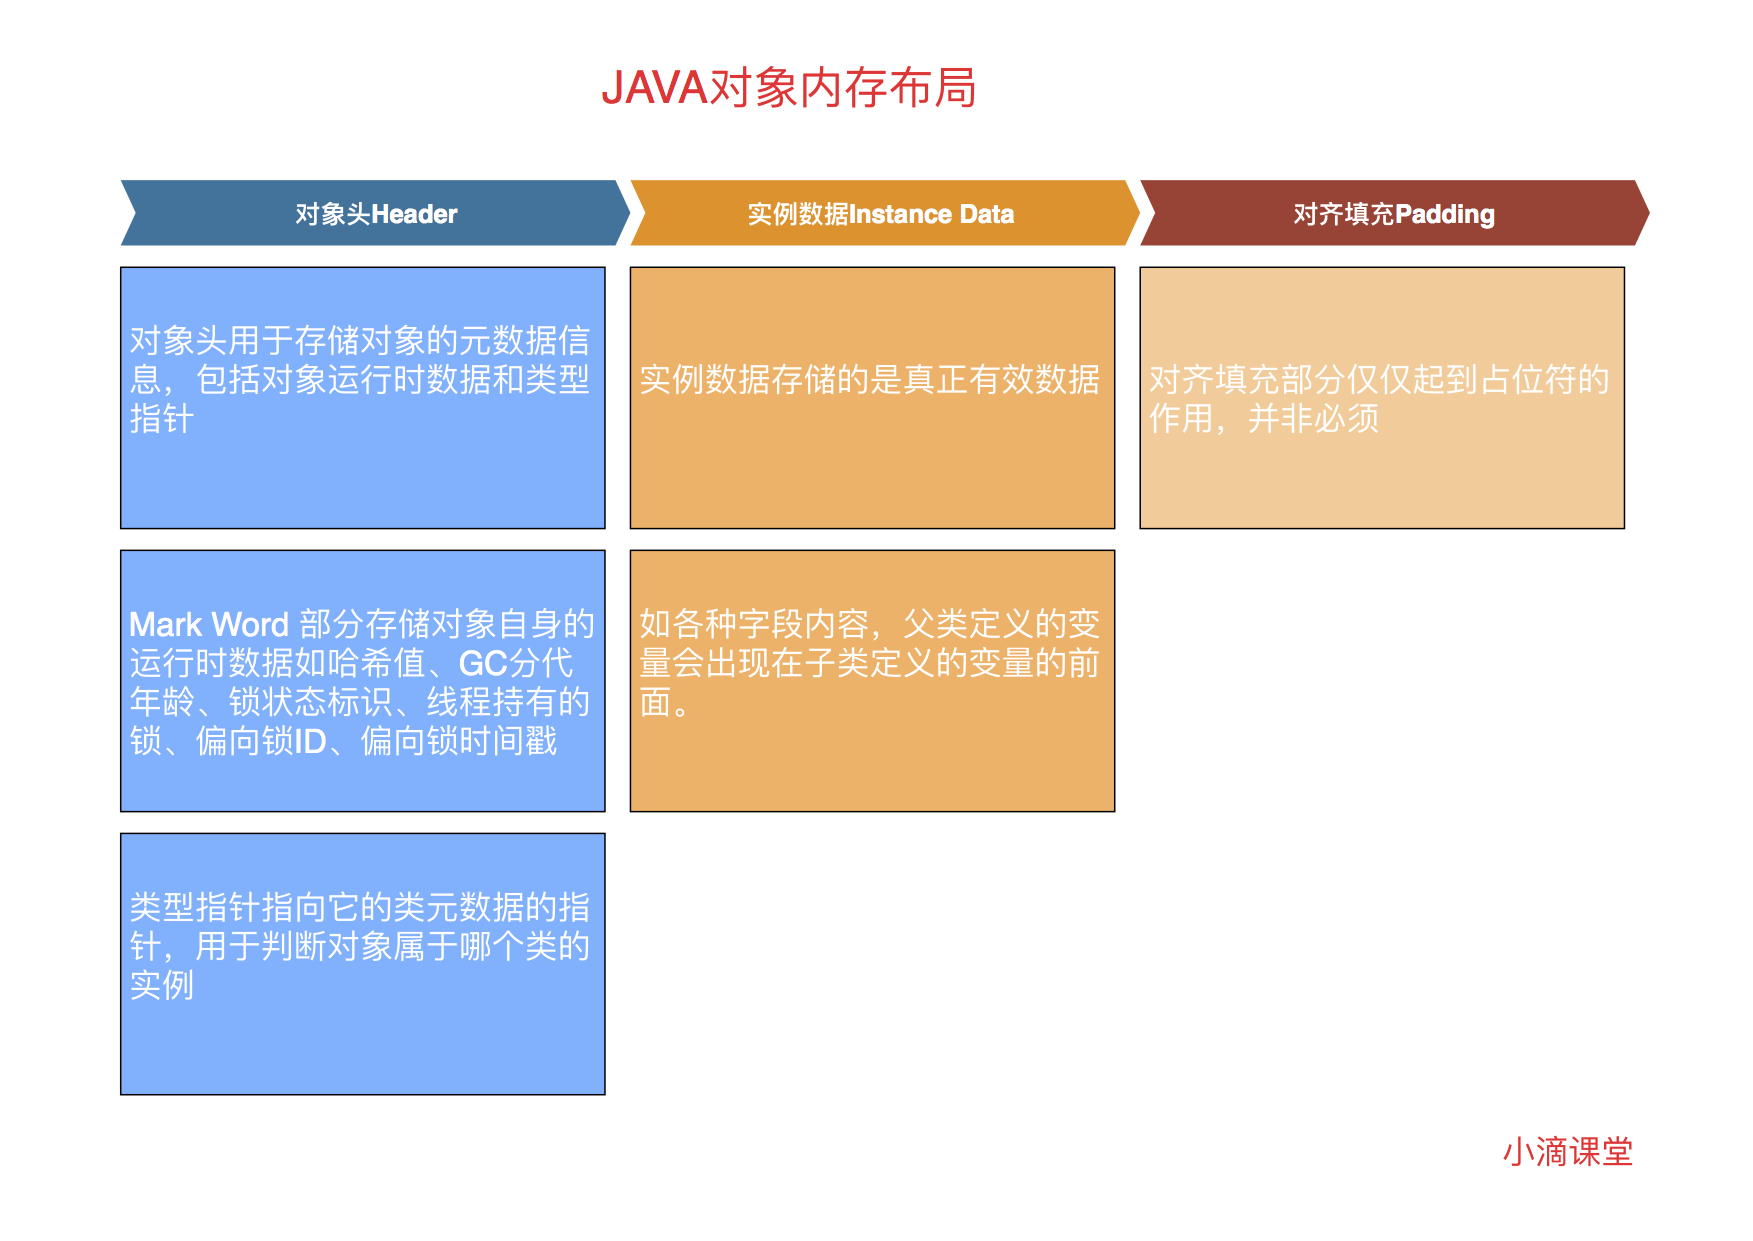 JAVA对象内存布局
对象头Header
实例数据Instance Data
对齐填充Padding
对象头用于存储对象的元数据信
息，包括对象运行时数据和类型
指针
实例数据存储的是真正有效数据
对齐填充部分仅仅起到占位符的
作用，并非必须
Mark Word 部分存储对象自身的
运行时数据如哈希值、GC分代
年龄、锁状态标识、线程持有的
锁、偏向锁ID、偏向锁时间戳
如各种字段内容，父类定义的变
量会出现在子类定义的变量的前
面。
类型指针指向它的类元数据的指
针，用于判断对象属于哪个类的
实例
小滴课堂